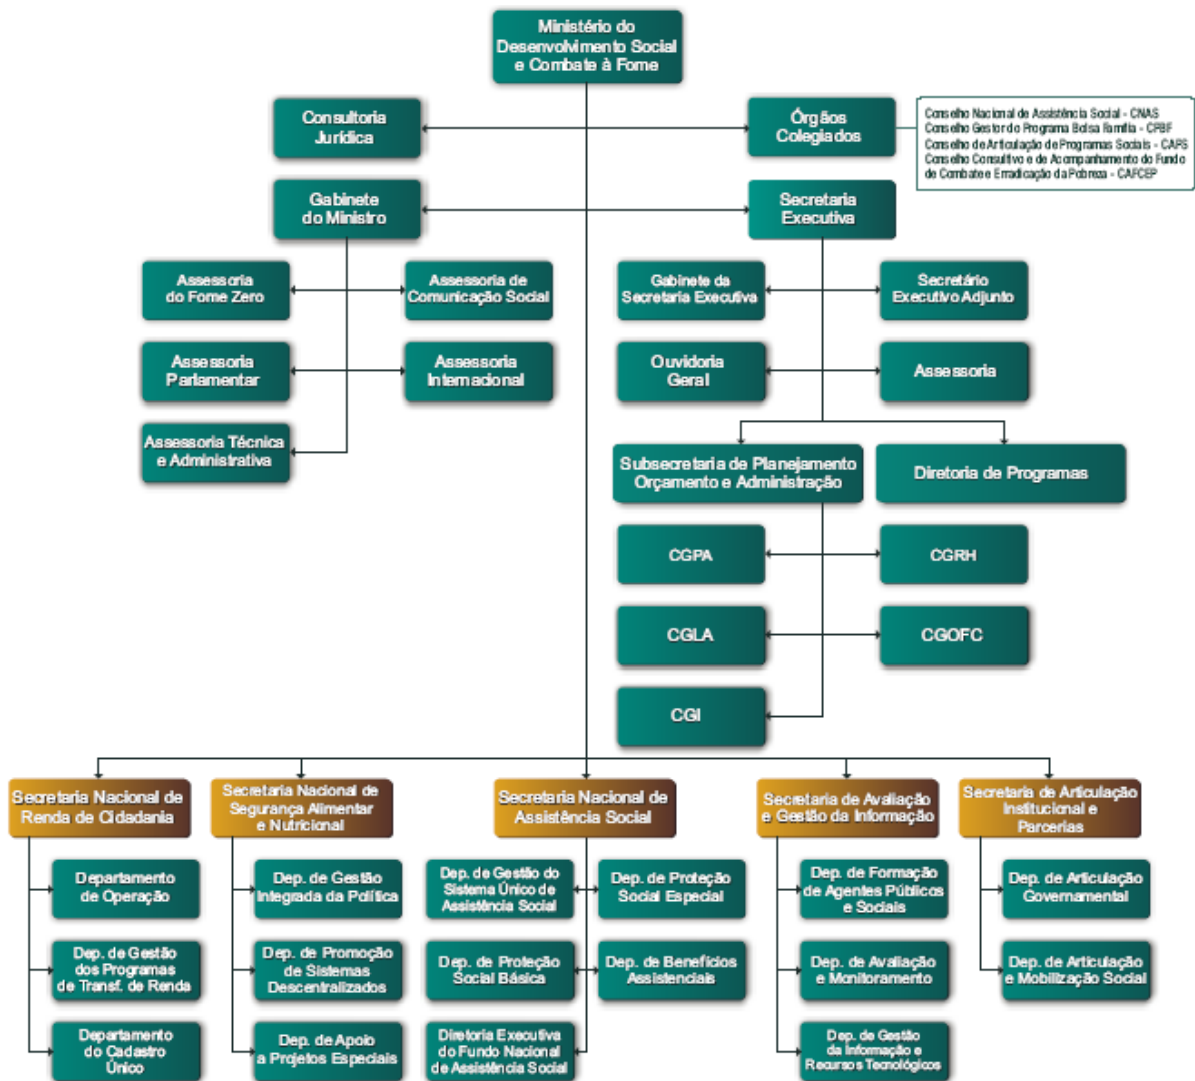 Ministério do
Desenvolvimento Social
e Combate à Fome
Consultoria
Jurídica
Órgãos
Colegiados
Conselho Nacional de Assistência Social - CNAS
Conselho Gestor do Programa Bolsa Família - CPBF
Conselho de Articulação de Programas Sociais - CAPS
Conselho Consultivo e de Acompanhamento do Fundo
de Combate e Erradicação da Pobreza - CAFCEP
Gabinete
do Ministro
Secretaria
Executiva
Assessoria
do Fome Zero
Assessoria de
Comunicação Social
Gabinete da
Secretaria Executiva
Secretário
Executivo Adjunto
Assessoria
Parlamentar
Assessoria
Internacional
Ouvidoria
Geral
Assessoria
Assessoria Técnica
e Administrativa
Subsecretaria de Planejamento
Orçamento e Administração
Diretoria de Programas
CGPA
CGRH
CGLA
CGOFC
CGI
Secretaria Nacional de
Renda de Cidadania
Secretaria Nacional de
Segurança Alimentar
e Nutricional
Secretaria Nacional de
Assistência Social
Secretaria de Avaliação
e Gestão da Informação
Secretaria de Articulação
Institucional e
Parcerias
Departamento
de Operação
Dep. de Gestão
Integrada da Política
Dep. de Gestão do
Sistema Único de
Assistência Social
Dep. de Proteção
Social Especial
Dep. de Formação
de Agentes Públicos
e Sociais
Dep. de Articulação
Governamental
Dep. de Gestão
dos Programas
de Transf. de Renda
Dep. de Promoção
de Sistemas
Descentralizados
Dep. de Proteção
Social Básica
Dep. de Benefícios
Assistenciais
Dep. de Avaliação
e Monitoramento
Dep. de Articulação
e Mobilização Social
Departamento
do Cadastro
Único
Dep. de Apoio
a Projetos Especiais
Diretoria Executiva
do Fundo Nacional
de Assistência Social
Dep. de Gestão
da Informação e
Recursos Tecnológicos